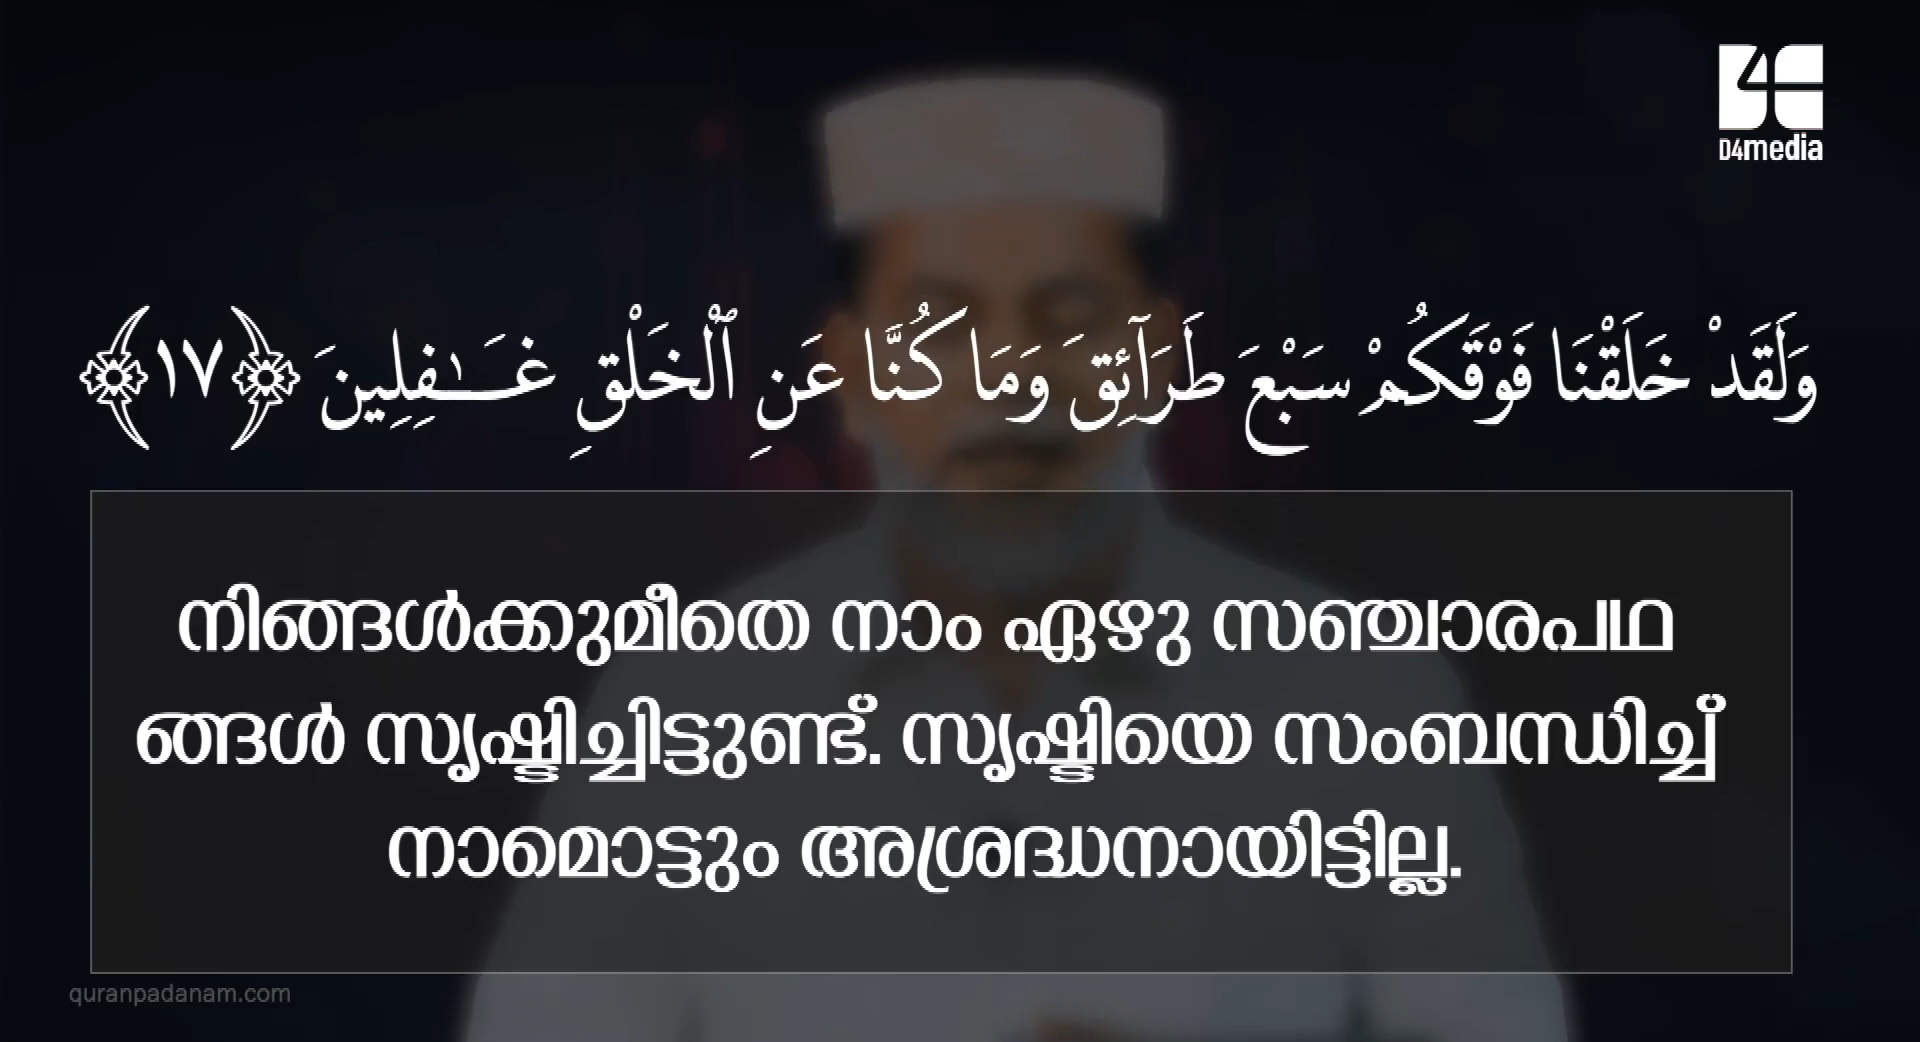 D4media
وَلَقَدْ خَلَقْنَا فَوْقَكُمْ سَبْعَ طَرَآئِقَ وَمَا كُنَّا عَنِ ٱلْخَلْقِ غَـٰفِلِينَ ﴿١٧﴾
നിങ്ങൾക്കുമീതെ നാം ഏഴു സഞ്ചാരപഥ
ങ്ങൾ സൃഷ്ടിച്ചിട്ടുണ്ട്. സൃഷ്ടിയെ സംബന്ധിച്ച്
നാമൊട്ടും അശ്രദ്ധനായിട്ടില്ല.
quranpadanam.com